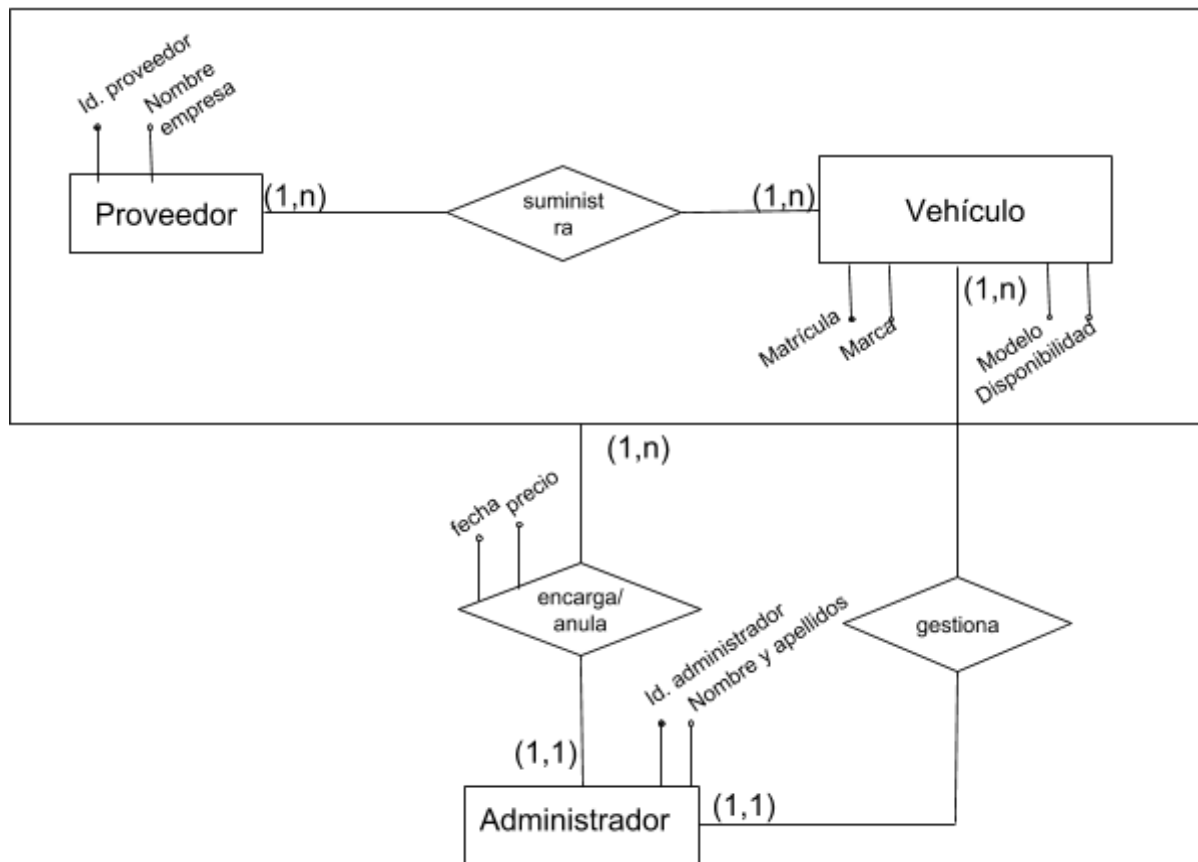 Id. proveedor
Nombre
empresa
Proveedor
(1,n)
suminist
ra
(1,n)
Vehículo
(1,n)
Matrícula
Marca
Modelo
Disponibilidad
(1,n)
fecha
precio
encarga/
anula
gestiona
Id. administrador
Nombre y apellidos
(1,1)
Administrador
(1,1)